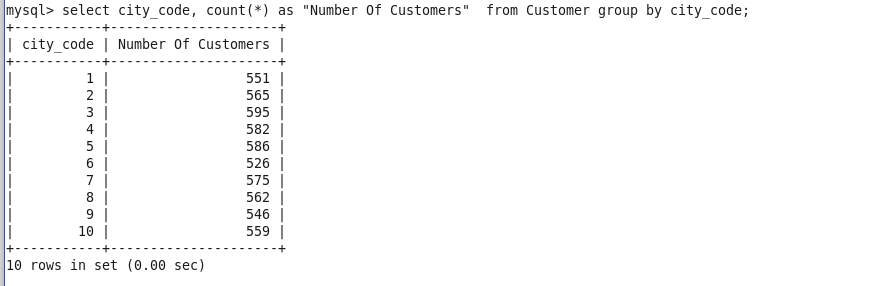 mysql> select city_code, count(*) as "Number Of Customers"  from Customer group by city_code;
+-----------+---------------------+
| city_code | Number Of Customers |
+-----------+---------------------+
|         1 |                 551 |
|         2 |                 565 |
|         3 |                 595 |
|         4 |                 582 |
|         5 |                 586 |
|         6 |                 526 |
|         7 |                 575 |
|         8 |                 562 |
|         9 |                 546 |
|        10 |                 559 |
+-----------+---------------------+
10 rows in set (0.00 sec)